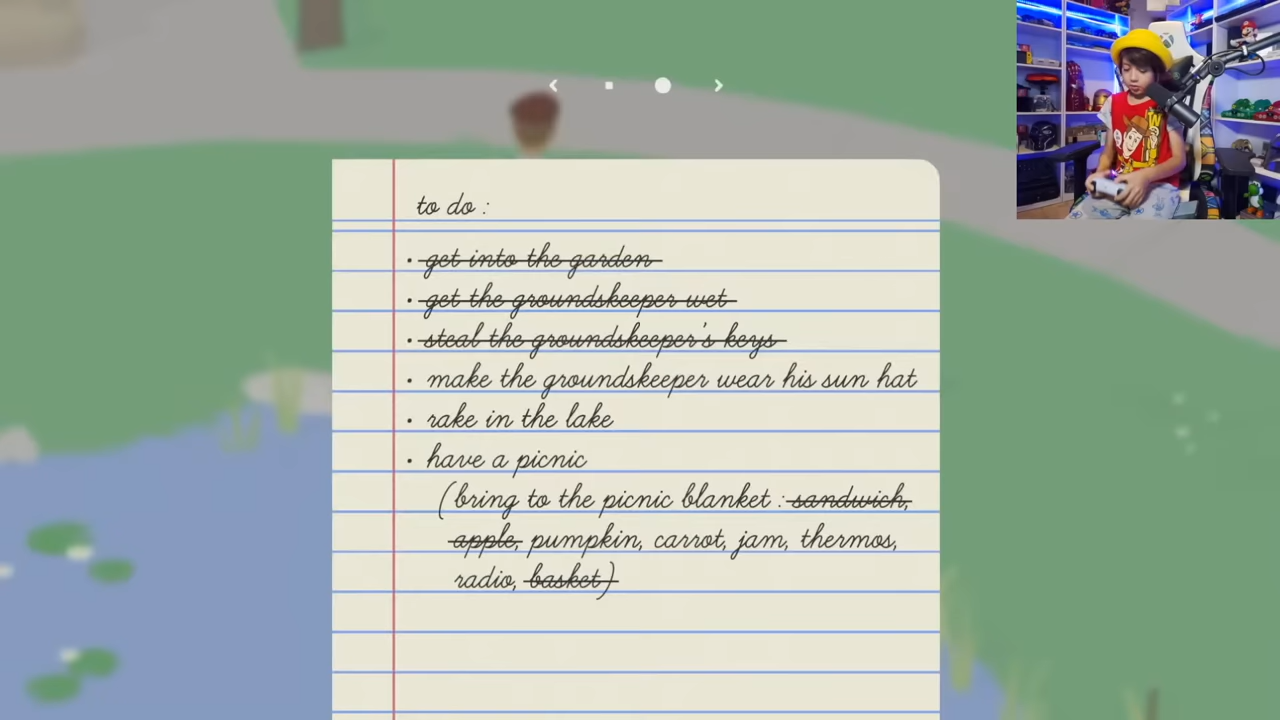 to do :
• get into the garden
• get the groundskeeper wet
• steal the groundskeeper's keys
• make the groundskeeper wear his sun hat
• rake in the lake
• have a picnic
(bring to the picnic blanket : sandwich,
apple, pumpkin, carrot, jam, thermos,
radio, basket)